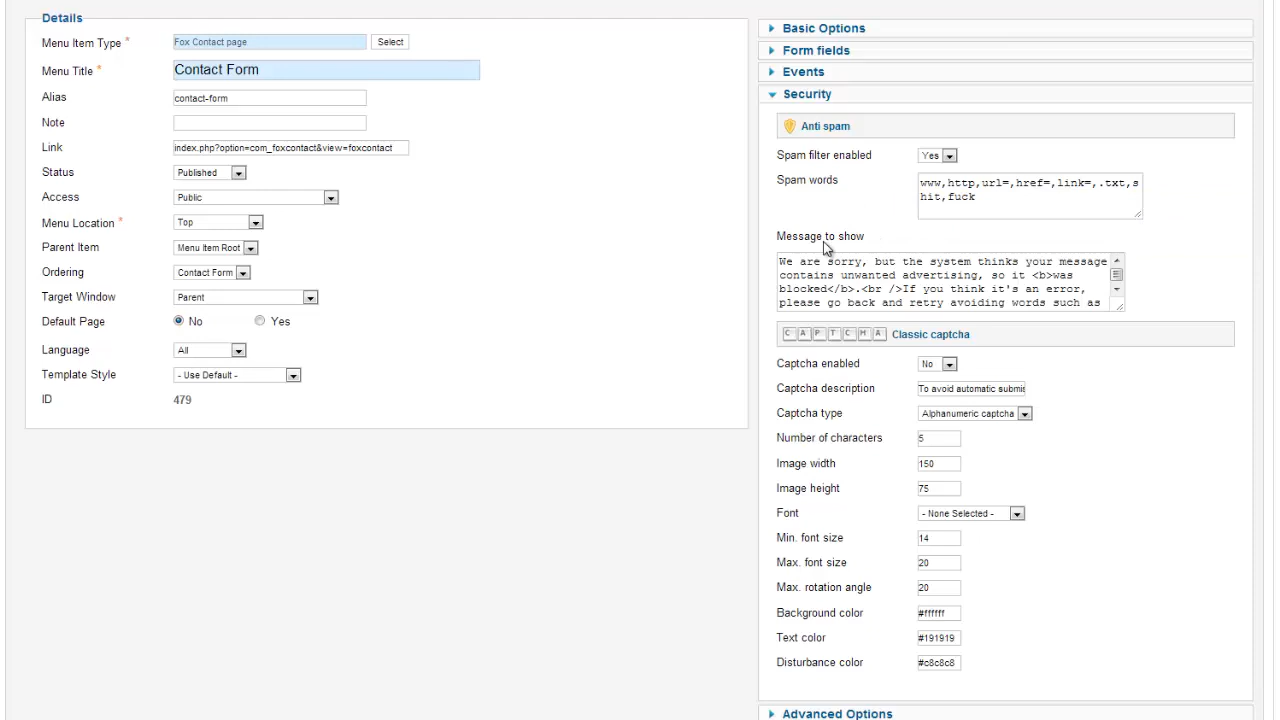 Details
Menu Item Type *
Fox Contact page
Select
Menu Title *
Contact Form
Alias
contact-form
Note
Link
index.php?option=com_foxcontact&view=foxcontact
Status
Published
Access
Public
Menu Location *
Top
Parent Item
Menu Item Root
Ordering
Contact Form
Target Window
Parent
Default Page
No
Yes
Language
All
Template Style
- Use Default -
ID
479
Basic Options
Form fields
Events
Security
Anti spam
Spam filter enabled
Yes
Spam words
www,http,url=,href=,link=,.txt,s
hit,fuck
Message to show
We are sorry, but the system thinks your message
contains unwanted advertising, so it <b>was
blocked</b>.<br />If you think it's an error,
please go back and retry avoiding words such as
C A P T C H A
Classic captcha
Captcha enabled
No
Captcha description
To avoid automatic submis
Captcha type
Alphanumeric captcha
Number of characters
5
Image width
150
Image height
75
Font
- None Selected -
Min. font size
14
Max. font size
20
Max. rotation angle
20
Background color
#ffffff
Text color
#191919
Disturbance color
#c8c8c8
Advanced Options